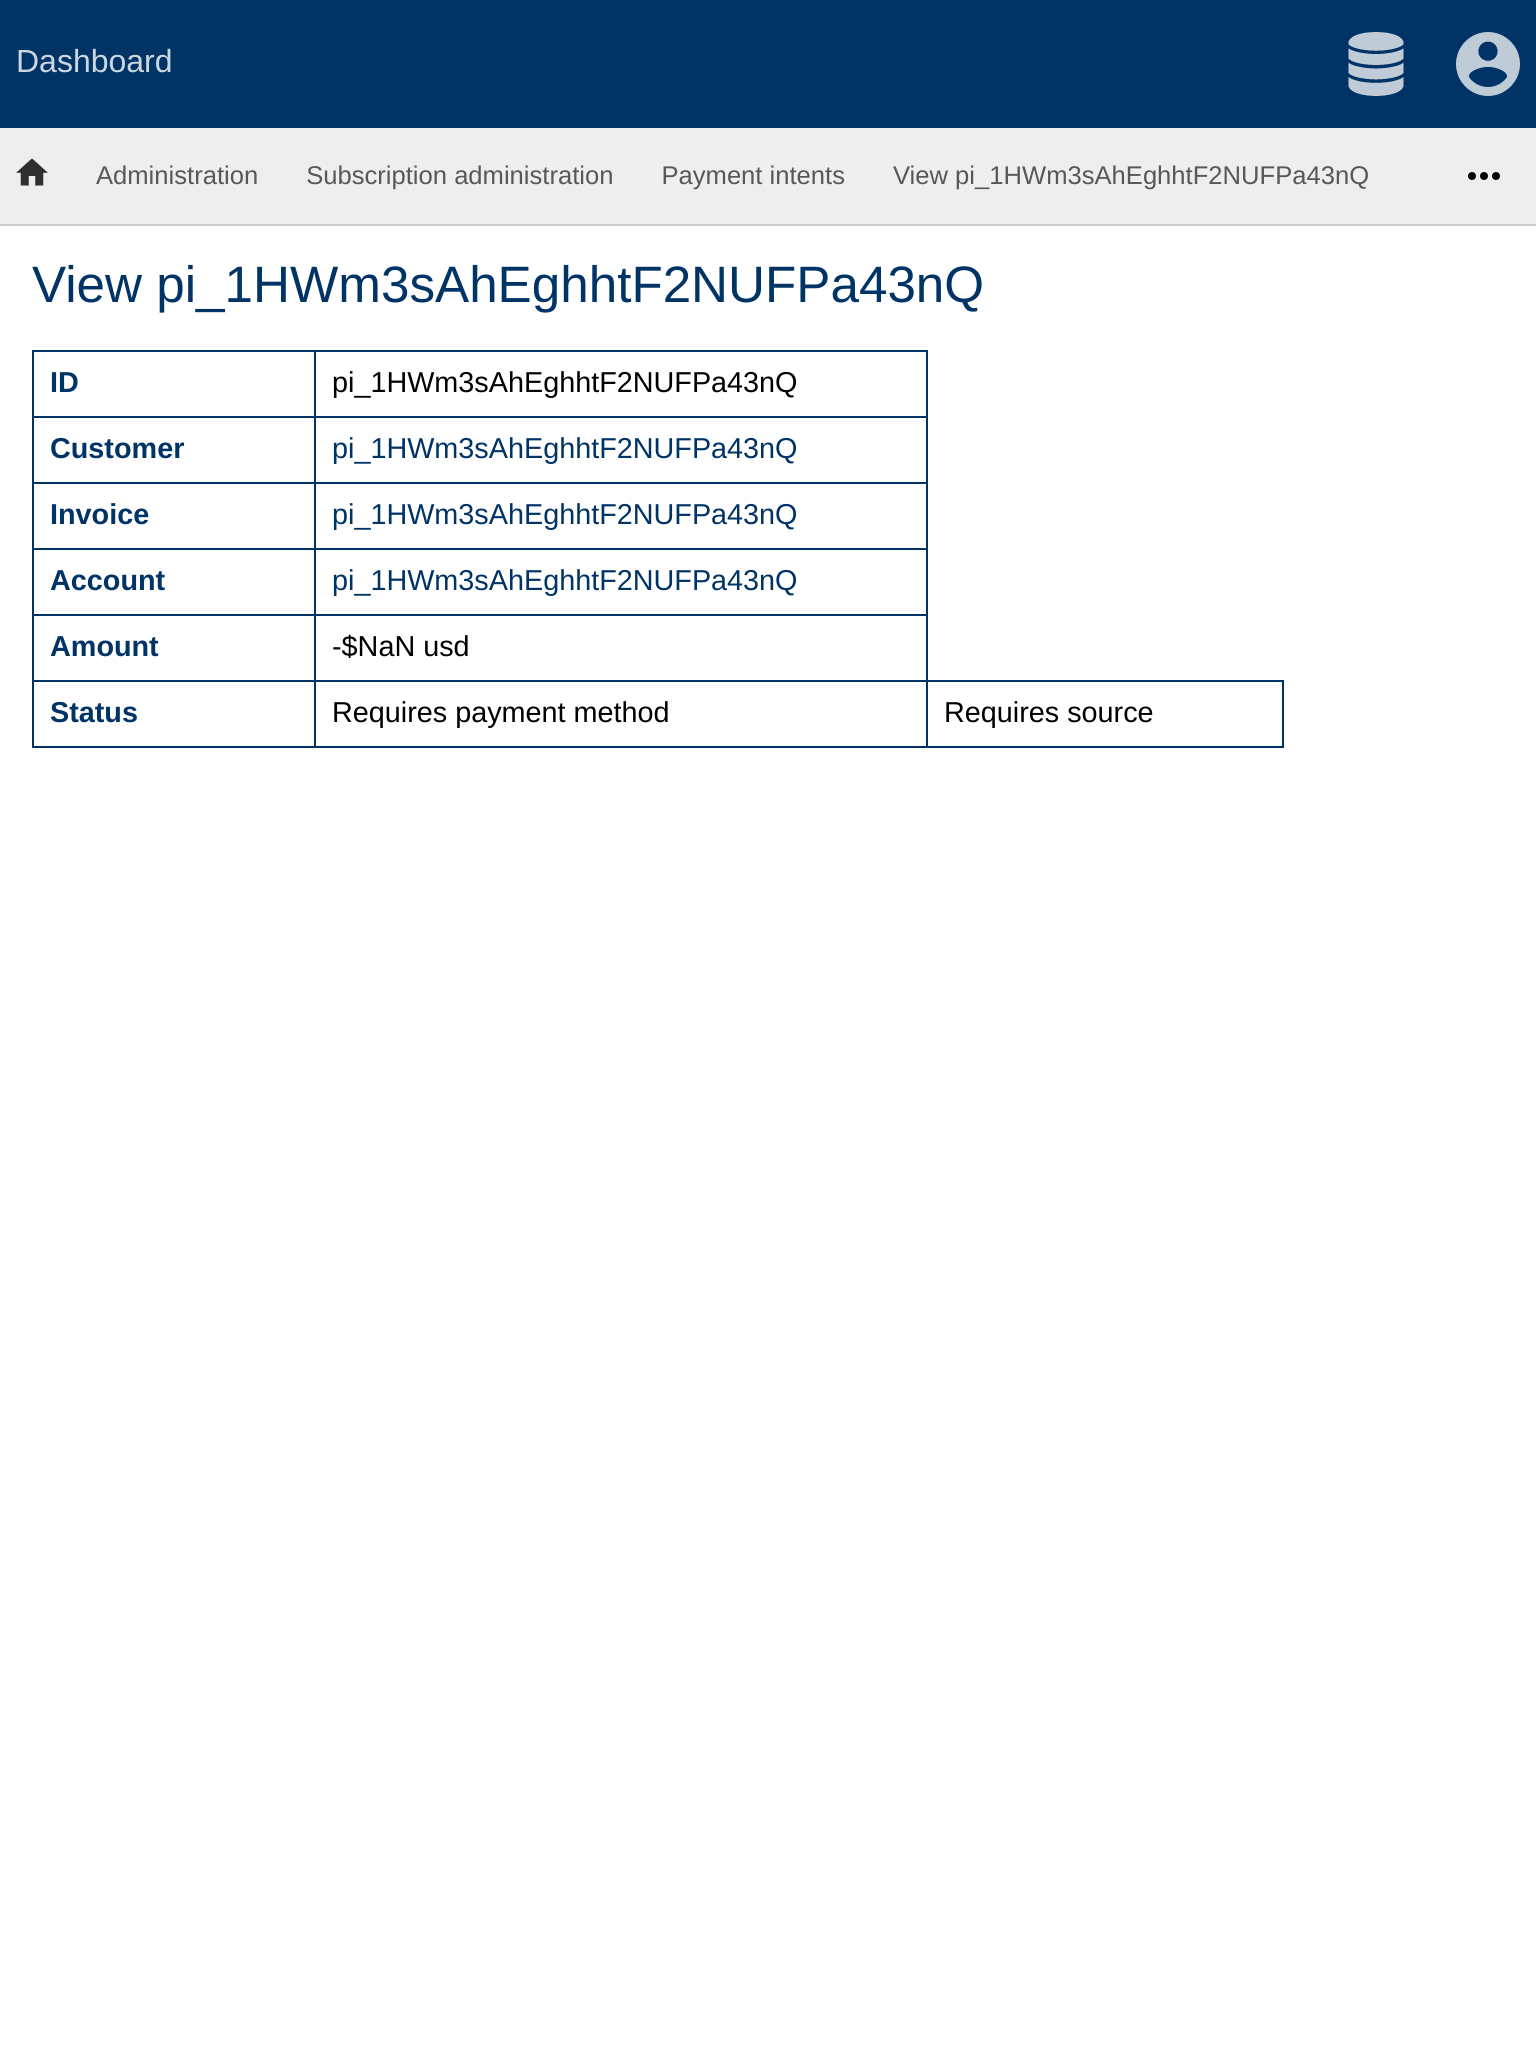 Dashboard
Administration Subscription administration Payment intents View pi_1HWm3sAhEghhtF2NUFPa43nQ
View pi_1HWm3sAhEghhtF2NUFPa43nQ
ID pi_1HWm3sAhEghhtF2NUFPa43nQ
Customer pi_1HWm3sAhEghhtF2NUFPa43nQ
Invoice pi_1HWm3sAhEghhtF2NUFPa43nQ
Account pi_1HWm3sAhEghhtF2NUFPa43nQ
Amount -$NaN usd
Status Requires payment method Requires source